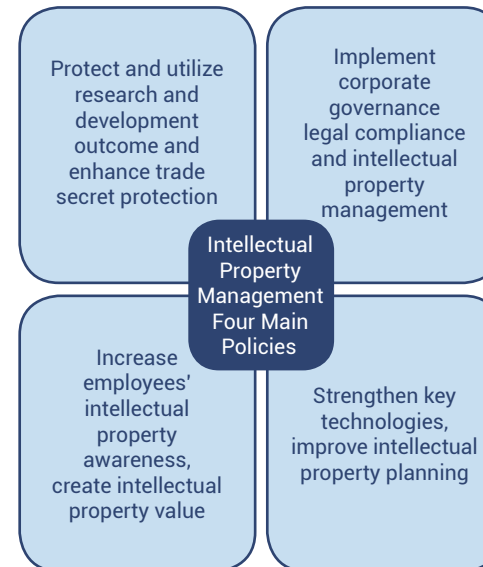 Protect and utilize
research and
development
outcome and
enhance trade
secret protection
Implement
corporate
governance
legal compliance
and intellectual
property
management
Intellectual
Property
Management
Four Main
Policies
Increase
employees'
intellectual
property
awareness,
create intellectual
property value
Strengthen key
technologies,
improve intellectual
property planning